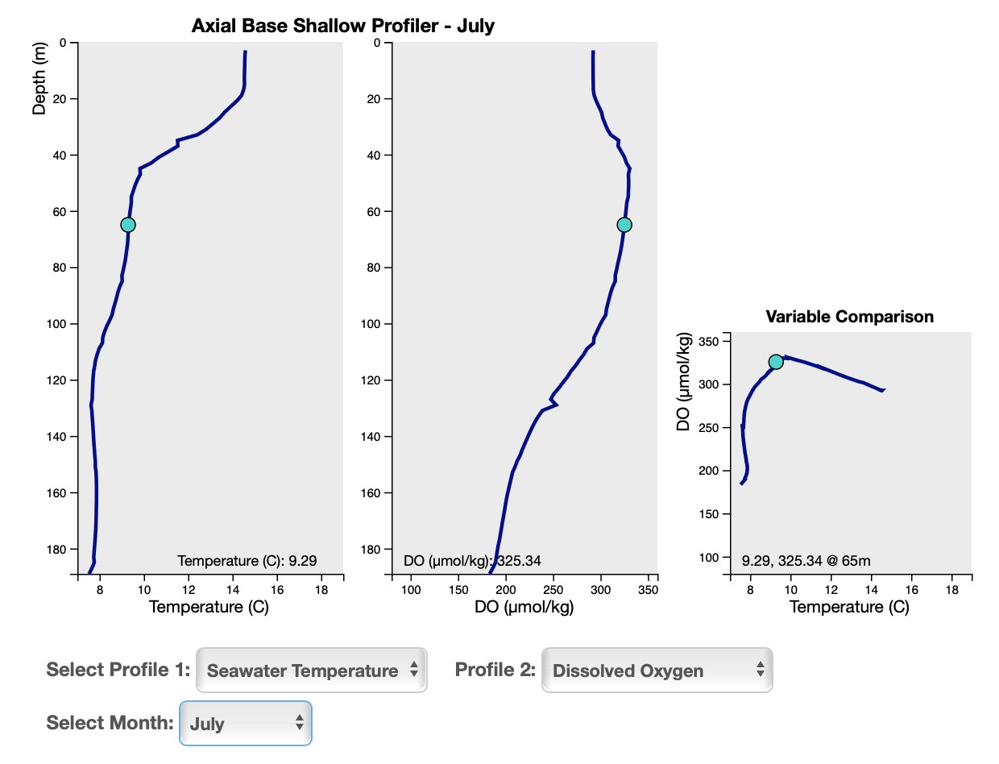 Axial Base Shallow Profiler - July
Depth (m)
0
20
40
60
80
100
120
140
160
180
Temperature (C): 9.29
8 10 12 14 16 18
Temperature (C)
0
20
40
60
80
100
120
140
160
180
DO (μmol/kg): 325.34
100 150 200 250 300 350
DO (μmol/kg)
Variable Comparison
DO (μmol/kg)
350
300
250
200
150
100
9.29, 325.34 @ 65m
8 10 12 14 16 18
Temperature (C)
Select Profile 1: Seawater Temperature Profile 2: Dissolved Oxygen
Select Month: July